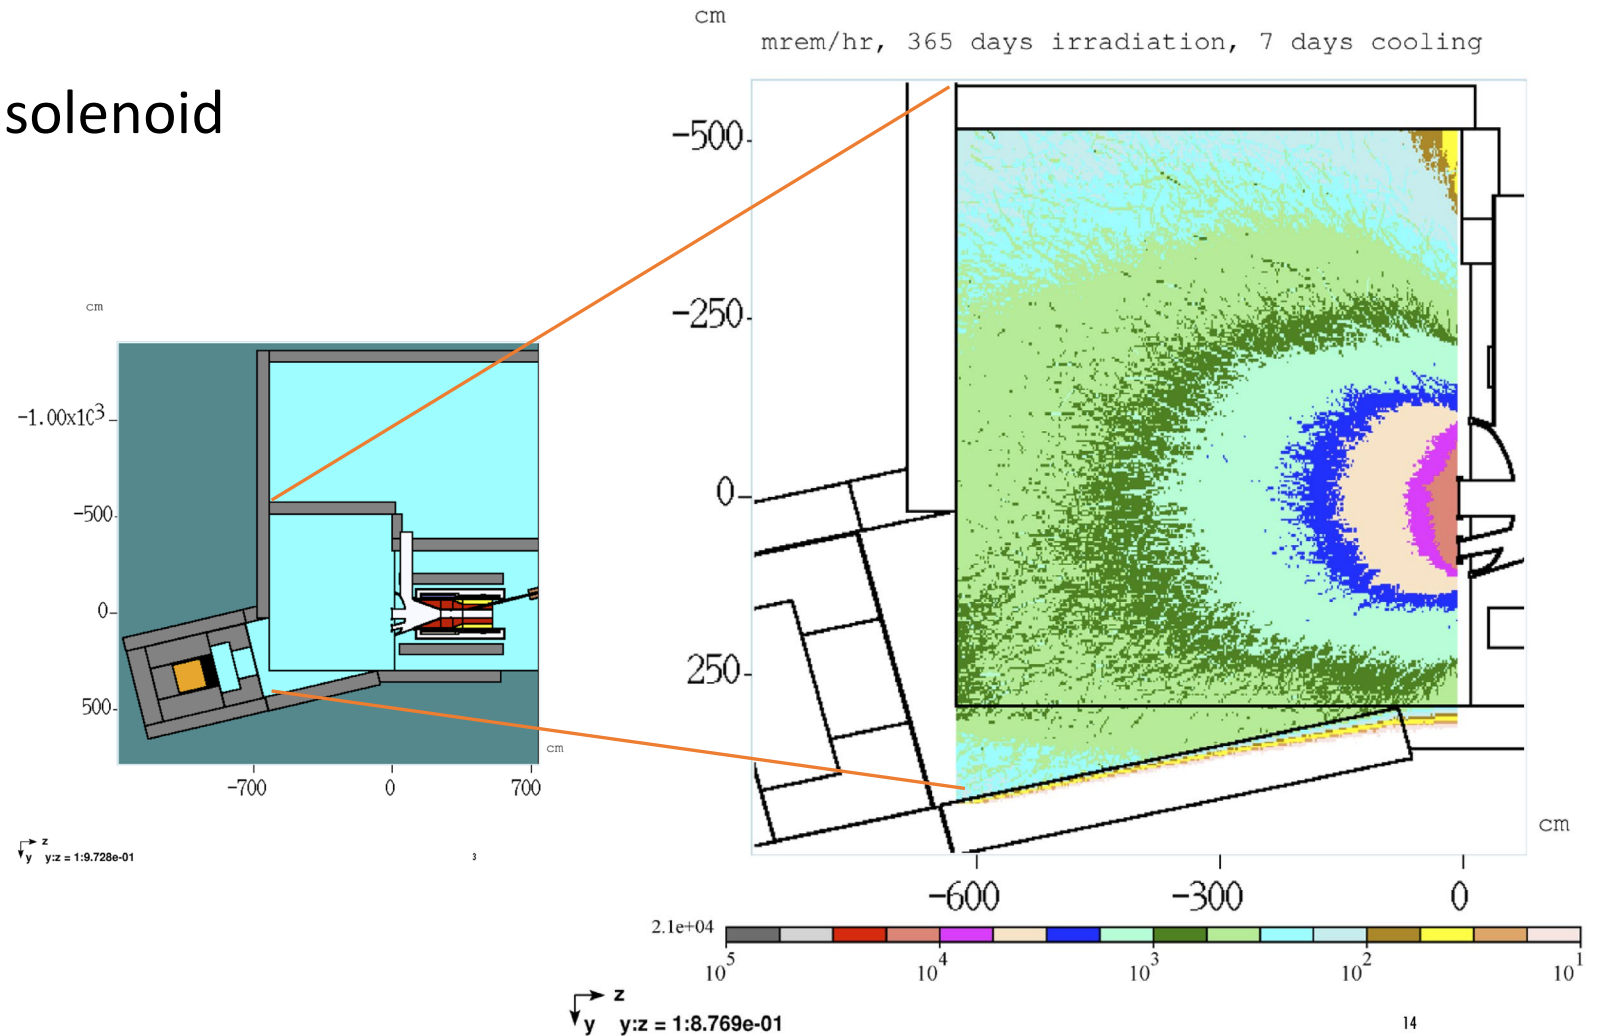 solenoid
cm
mrem/hr, 365 days irradiation, 7 days cooling
-500
-250
0
250
cm
-600
-300
0
2.1e+04
10^5
10^4
10^3
10^2
10^1
z
y y:z = 1:8.769e-01
14
cm
-1.00x10^3
-500
0
500
cm
-700
0
700
z
y y:z = 1:9.728e-01
3